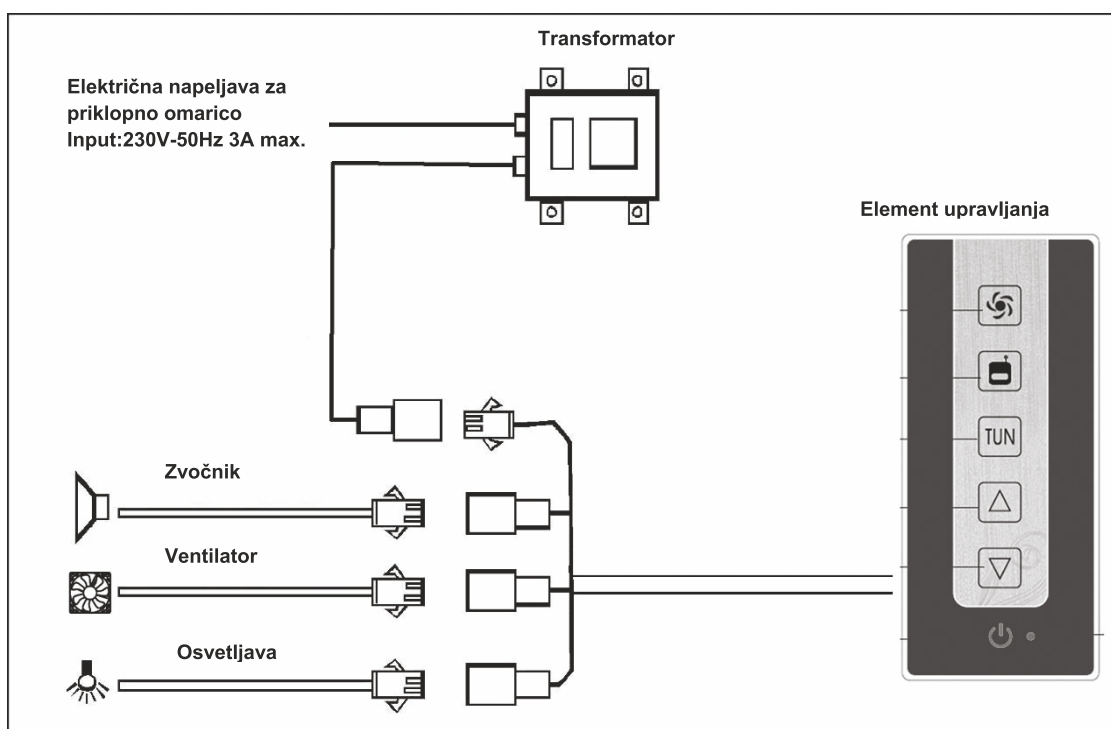 Transformator
Električna napeljava za
priklopno omarico
Input:230V-50Hz 3A max.
Element upravljanja
TUN
Zvočnik
Ventilator
Osvetljava